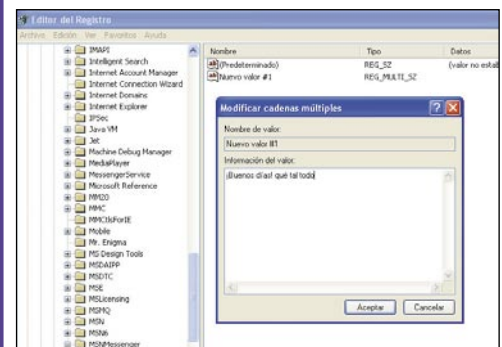 Editor del Registro
Archivo Edición Ver Favoritos Ayuda
IMAPI
Intelligent Search
Internet Account Manager
Internet Connection Wizard
Internet Domains
Internet Explorer
IPSec
Java VM
Jet
Machine Debug Manager
MediaPlayer
MessengerService
Microsoft Reference
MM20
MMC
MMCtlsForIE
Mobile
Mr. Enigma
MS Design Tools
MSDAIPP
MSDTC
MSE
MSLicensing
MSMQ
MSN
MSN6
MSNMessenger
Nombre Tipo Datos
(Predeterminado) REG_SZ (valor no estab
Nuevo valor #1 REG_MULTI_SZ
Modificar cadenas múltiples
Nombre de valor:
Nuevo valor #1
Información del valor:
¡Buenos días! qué tal todo
Aceptar Cancelar